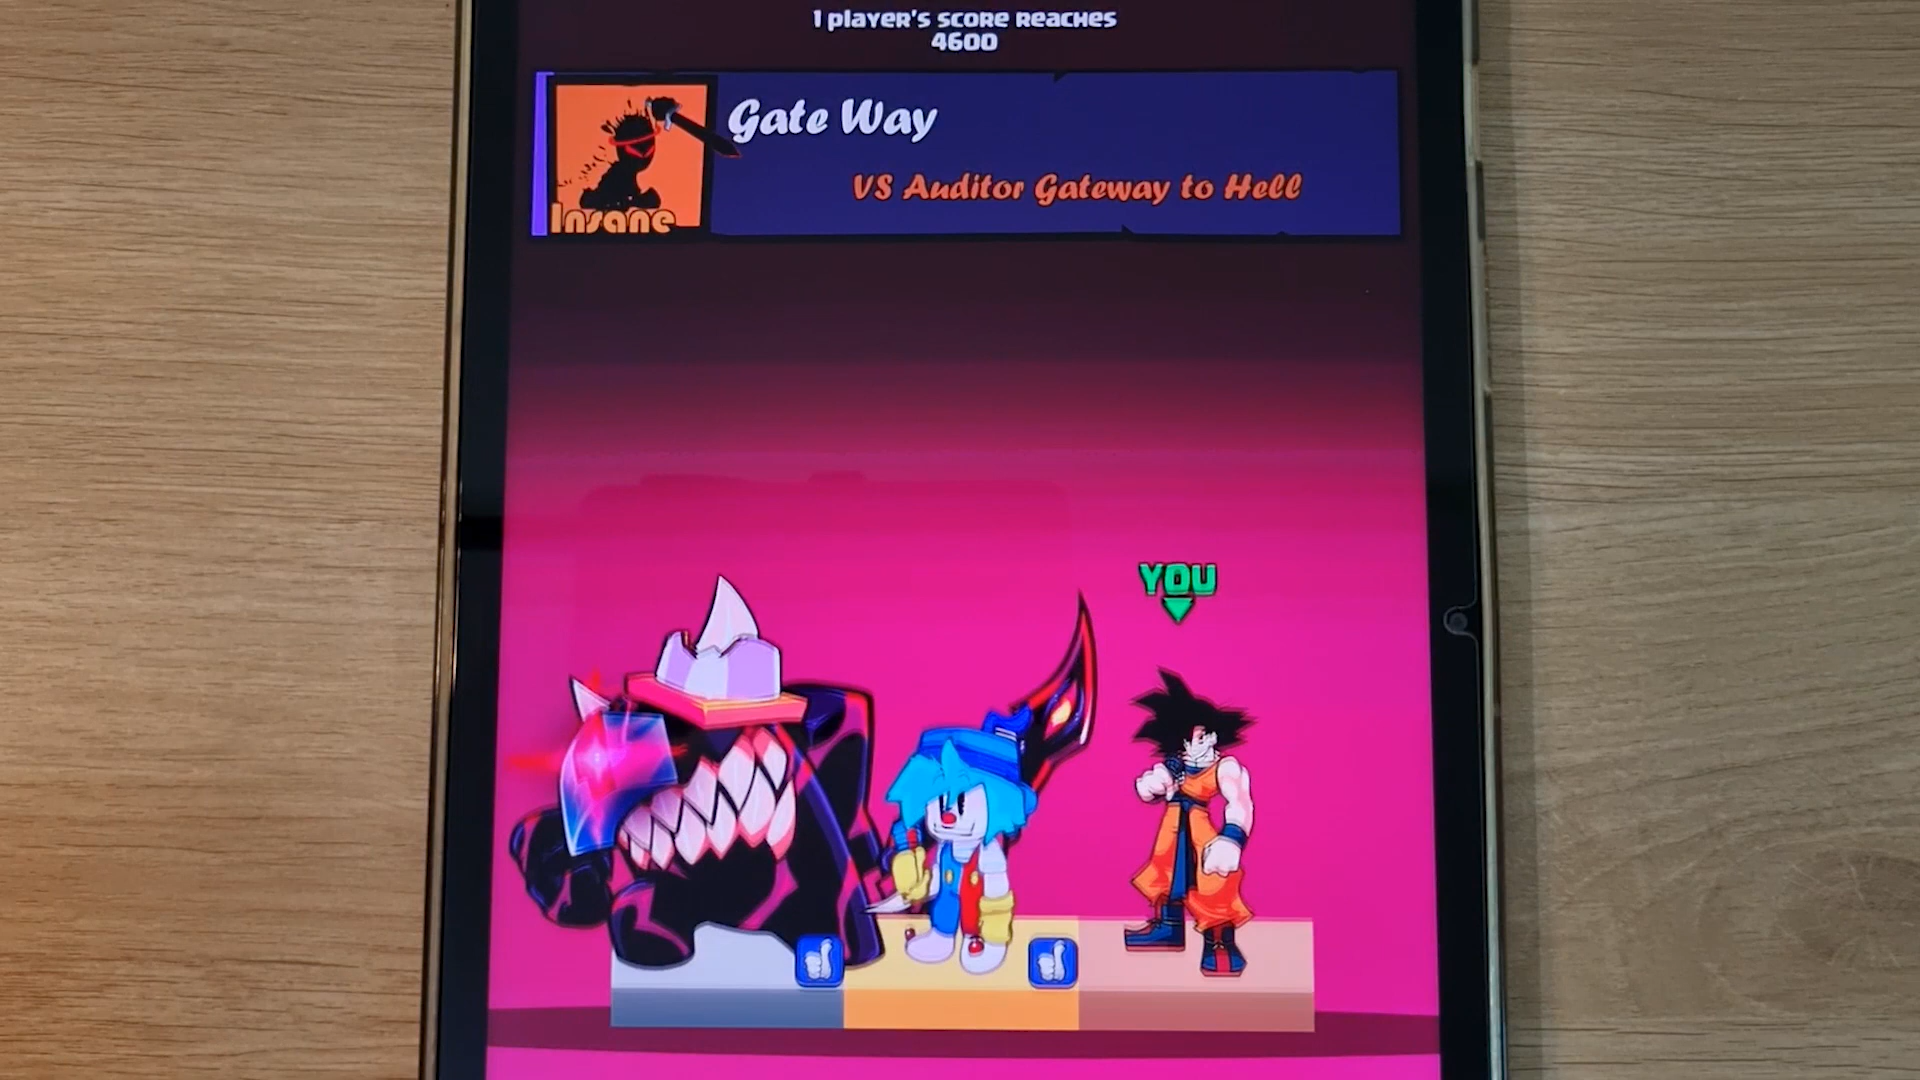 1 player's score reaches
4600
Gate Way
VS Auditor Gateway to Hell
Insane
YOU